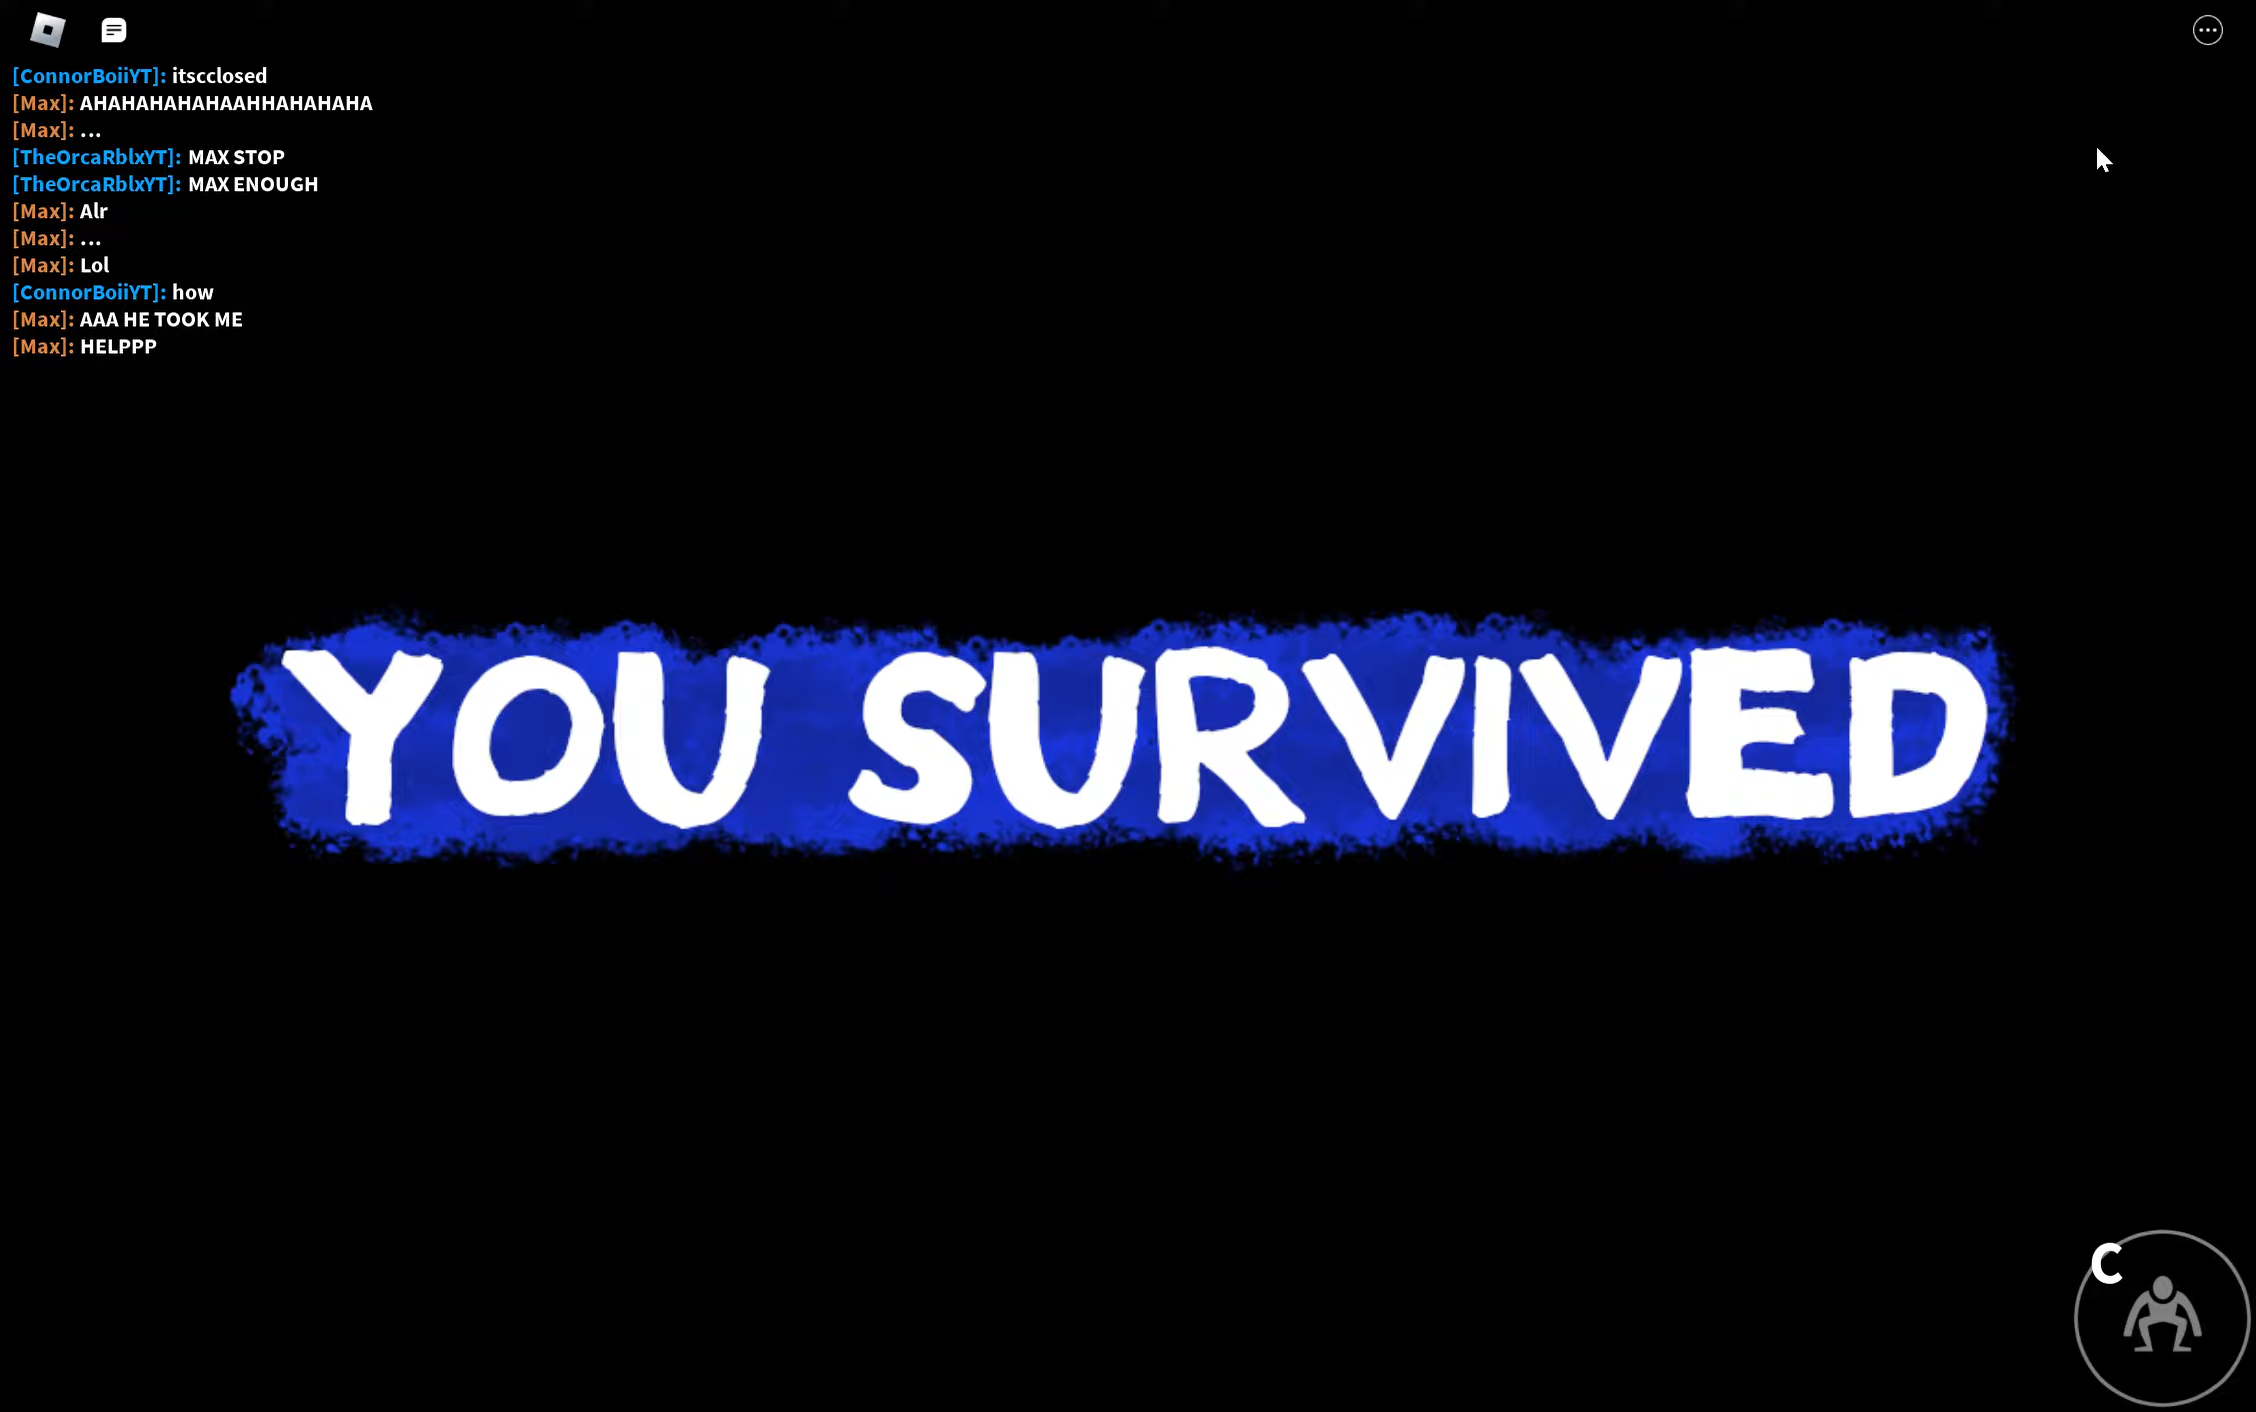 [ConnorBoiiYT]: itscclosed
[Max]: AHAHAHAHAHAAHHAHAHAHA
[Max]: ...
[TheOrcaRblxYT]: MAX STOP
[TheOrcaRblxYT]: MAX ENOUGH
[Max]: Alr
[Max]: ...
[Max]: Lol
[ConnorBoiiYT]: how
[Max]: AAA HE TOOK ME
[Max]: HELPPP
YOU SURVIVED
C